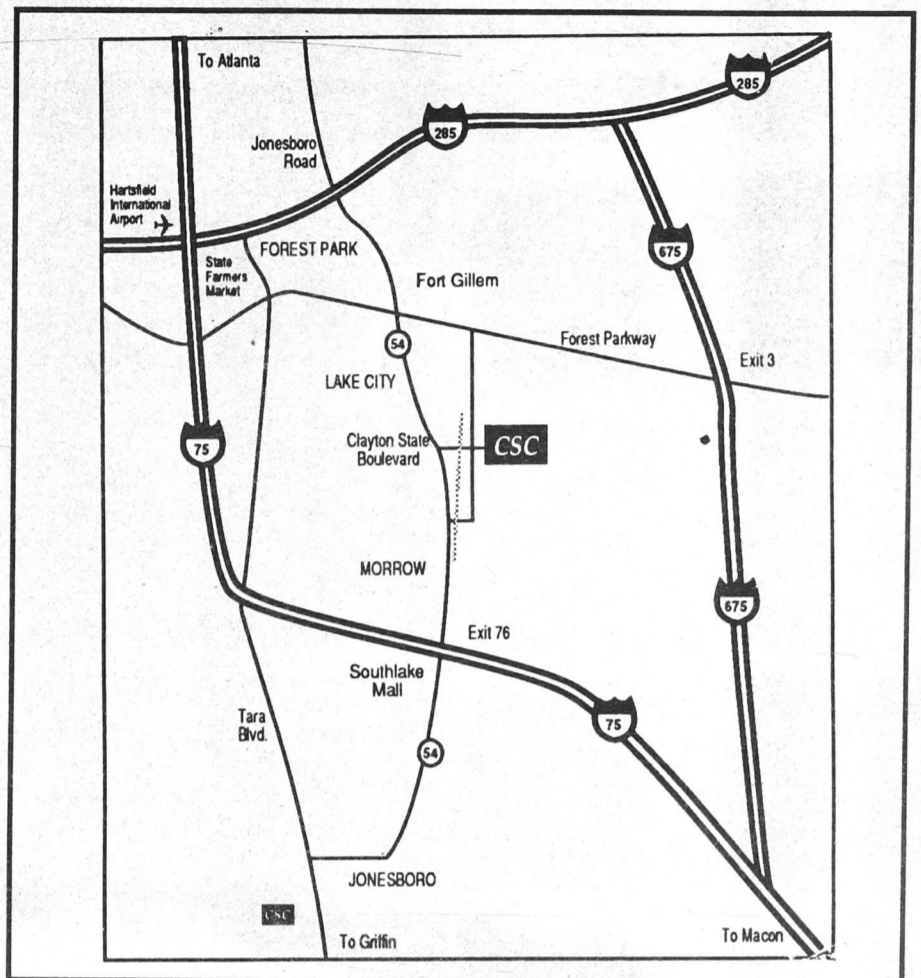 To Atlanta
285
Jonesboro
Road
285
Hartsfield
International
Airport
FOREST PARK
State
Farmers
Market
675
Fort Gillem
54
Forest Parkway
Exit 3
LAKE CITY
75
Clayton State
Boulevard
CSC
MORROW
675
Exit 76
Southlake
Mall
Tara
Blvd.
75
54
JONESBORO
CSC
To Griffin
To Macon